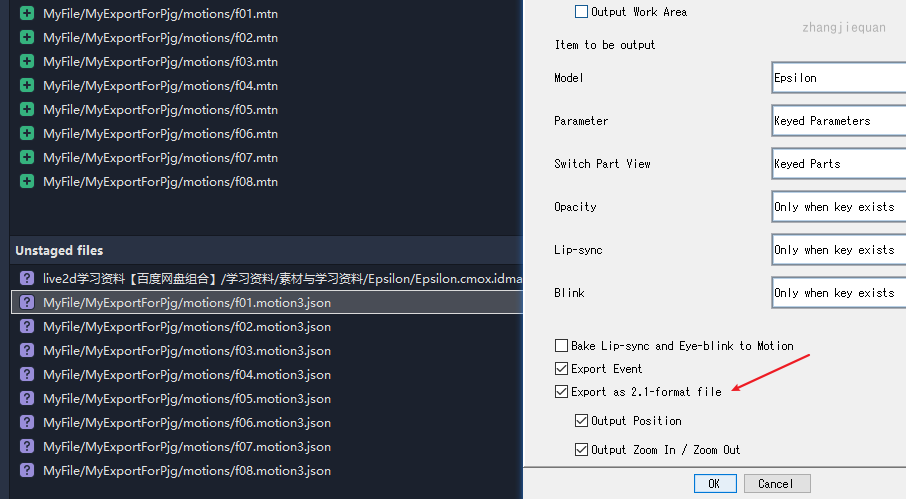 MyFile/MyExportForPjg/motions/f01.mtn
MyFile/MyExportForPjg/motions/f02.mtn
MyFile/MyExportForPjg/motions/f03.mtn
MyFile/MyExportForPjg/motions/f04.mtn
MyFile/MyExportForPjg/motions/f05.mtn
MyFile/MyExportForPjg/motions/f06.mtn
MyFile/MyExportForPjg/motions/f07.mtn
MyFile/MyExportForPjg/motions/f08.mtn
Unstaged files
live2d学习资料【百度网盘组合】/学习资料/素材与学习资料/Epsilon/Epsilon.cmox.idma
MyFile/MyExportForPjg/motions/f01.motion3.json
MyFile/MyExportForPjg/motions/f02.motion3.json
MyFile/MyExportForPjg/motions/f03.motion3.json
MyFile/MyExportForPjg/motions/f04.motion3.json
MyFile/MyExportForPjg/motions/f05.motion3.json
MyFile/MyExportForPjg/motions/f06.motion3.json
MyFile/MyExportForPjg/motions/f07.motion3.json
MyFile/MyExportForPjg/motions/f08.motion3.json
Output Work Area
zhangjiequan
Item to be output
Model Epsilon
Parameter Keyed Parameters
Switch Part View Keyed Parts
Opacity Only when key exists
Lip-sync Only when key exists
Blink Only when key exists
Bake Lip-sync and Eye-blink to Motion
Export Event
Export as 2.1-format file
Output Position
Output Zoom In / Zoom Out
OK Cancel